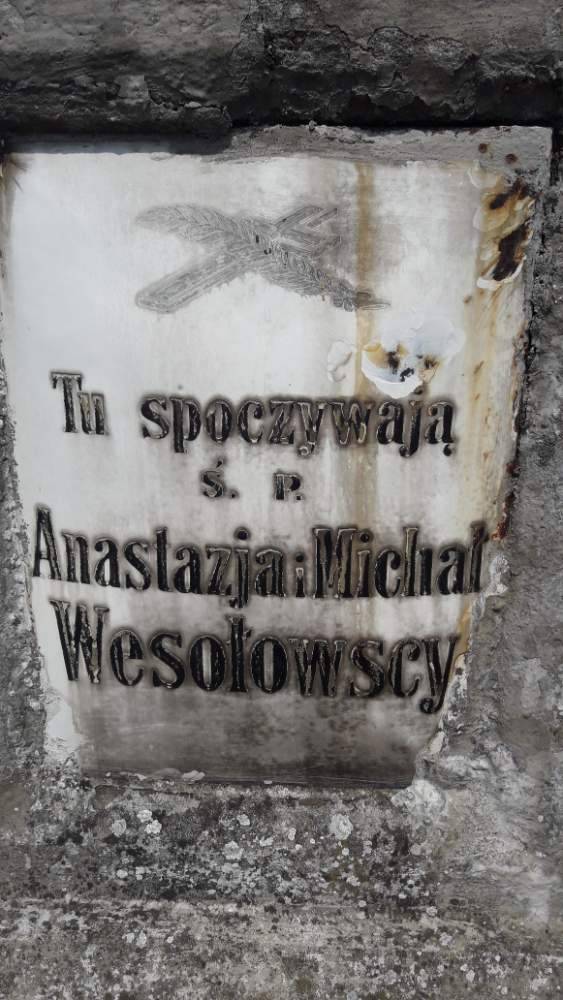 Tu spoczywają
ś. p.
Anastazja i Michał
Wesołowscy